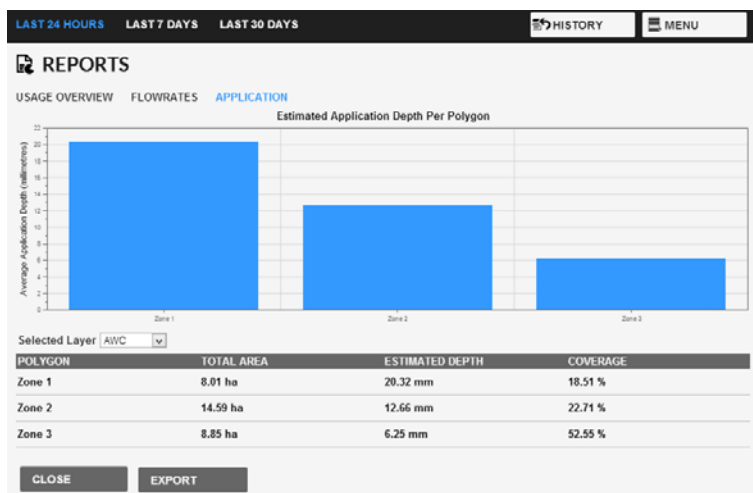 LAST 24 HOURS LAST 7 DAYS LAST 30 DAYS HISTORY MENU
REPORTS
USAGE OVERVIEW FLOWRATES APPLICATION
Estimated Application Depth Per Polygon
Average Application Depth (millimetres)
22
20
18
16
14
12
10
8
6
4
2
0
Zone 1 Zone 2 Zone 3
Selected Layer AWC
POLYGON TOTAL AREA ESTIMATED DEPTH COVERAGE
Zone 1 8.01 ha 20.32 mm 18.51 %
Zone 2 14.59 ha 12.66 mm 22.71 %
Zone 3 8.85 ha 6.25 mm 52.55 %
CLOSE EXPORT